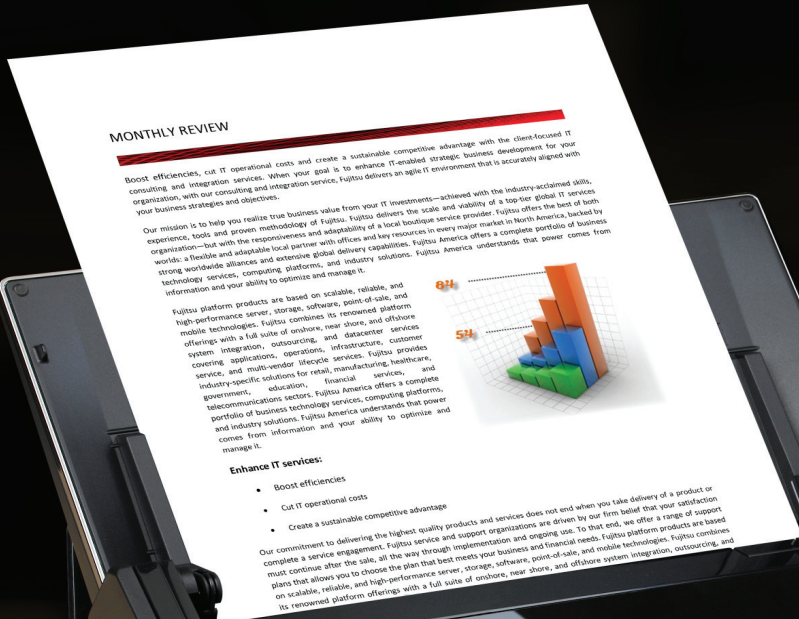 MONTHLY REVIEW
Boost efficiencies, cut IT operational costs and create a sustainable competitive advantage with the client-focused IT
consulting and integration services. When your goal is to enhance IT-enabled strategic business development for your
organization, with our consulting and integration service, Fujitsu delivers an agile IT environment that is accurately aligned with
your business strategies and objectives.
Our mission is to help you realize true business value from your IT investments—achieved with the industry-acclaimed skills,
experience, tools and proven methodology of Fujitsu. Fujitsu delivers the scale and viability of a top-tier global IT services
organization—but with the responsiveness and adaptability of a local boutique service provider. Fujitsu offers the best of both
worlds: a flexible and adaptable local partner with offices and key resources in every major market in North America, backed by
strong worldwide alliances and extensive global delivery capabilities. Fujitsu America offers a complete portfolio of business
technology services, computing platforms, and industry solutions. Fujitsu America understands that power comes from
information and your ability to optimize and manage it.
Fujitsu platform products are based on scalable, reliable, and
high-performance server, storage, software, point-of-sale, and
mobile technologies. Fujitsu combines its renowned platform
offerings with a full suite of onshore, near shore, and offshore
system integration, outsourcing, and datacenter services
covering applications, operations, infrastructure, customer
service, and multi-vendor lifecycle services. Fujitsu provides
industry-specific solutions for retail, manufacturing, healthcare,
government, education, financial services, and
telecommunications sectors. Fujitsu America offers a complete
portfolio of business technology services, computing platforms,
and industry solutions. Fujitsu America understands that power
comes from information and your ability to optimize and
manage it.
Enhance IT services:
• Boost efficiencies
• Cut IT operational costs
• Create a sustainable competitive advantage
Our commitment to delivering the highest quality products and services does not end when you take delivery of a product or
complete a service engagement. Fujitsu service and support organizations are driven by our firm belief that your satisfaction
must continue after the sale, all the way through implementation and ongoing use. To that end, we offer a range of support
plans that allows you to choose the plan that best meets your business and financial needs. Fujitsu platform products are based
on scalable, reliable, and high-performance server, storage, software, point-of-sale, and mobile technologies. Fujitsu combines
its renowned platform offerings with a full suite of onshore, near shore, and offshore system integration, outsourcing, and